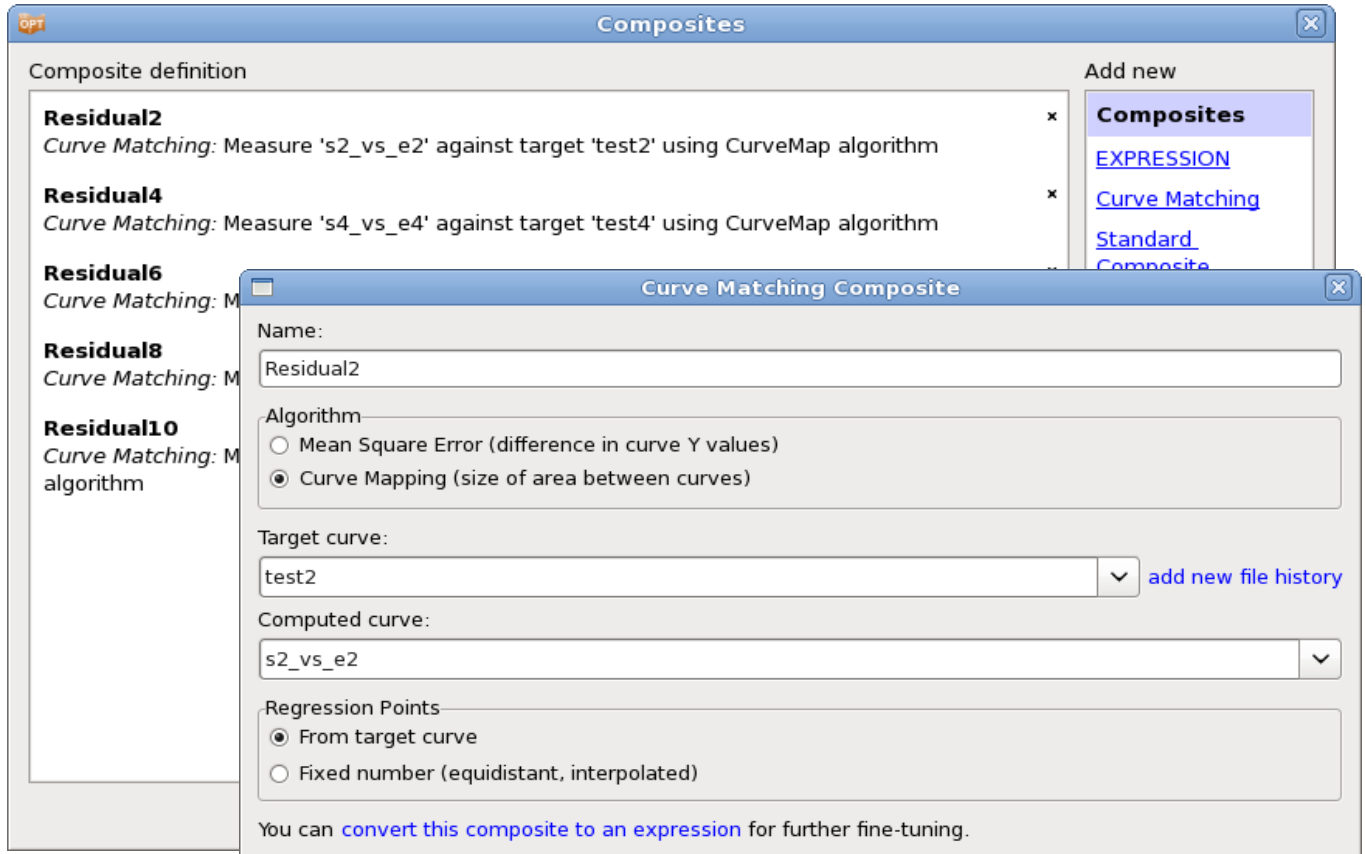 OPT
Composites
Composite definition
Add new
Residual2
Curve Matching: Measure 's2_vs_e2' against target 'test2' using CurveMap algorithm
Residual4
Curve Matching: Measure 's4_vs_e4' against target 'test4' using CurveMap algorithm
Residual6
Curve Matching: M
Residual8
Curve Matching: M
Residual10
Curve Matching: M
algorithm
Composites
EXPRESSION
Curve Matching
Standard
Composite
Curve Matching Composite
Name:
Residual2
Algorithm
Mean Square Error (difference in curve Y values)
Curve Mapping (size of area between curves)
Target curve:
test2
add new file history
Computed curve:
s2_vs_e2
Regression Points
From target curve
Fixed number (equidistant, interpolated)
You can convert this composite to an expression for further fine-tuning.